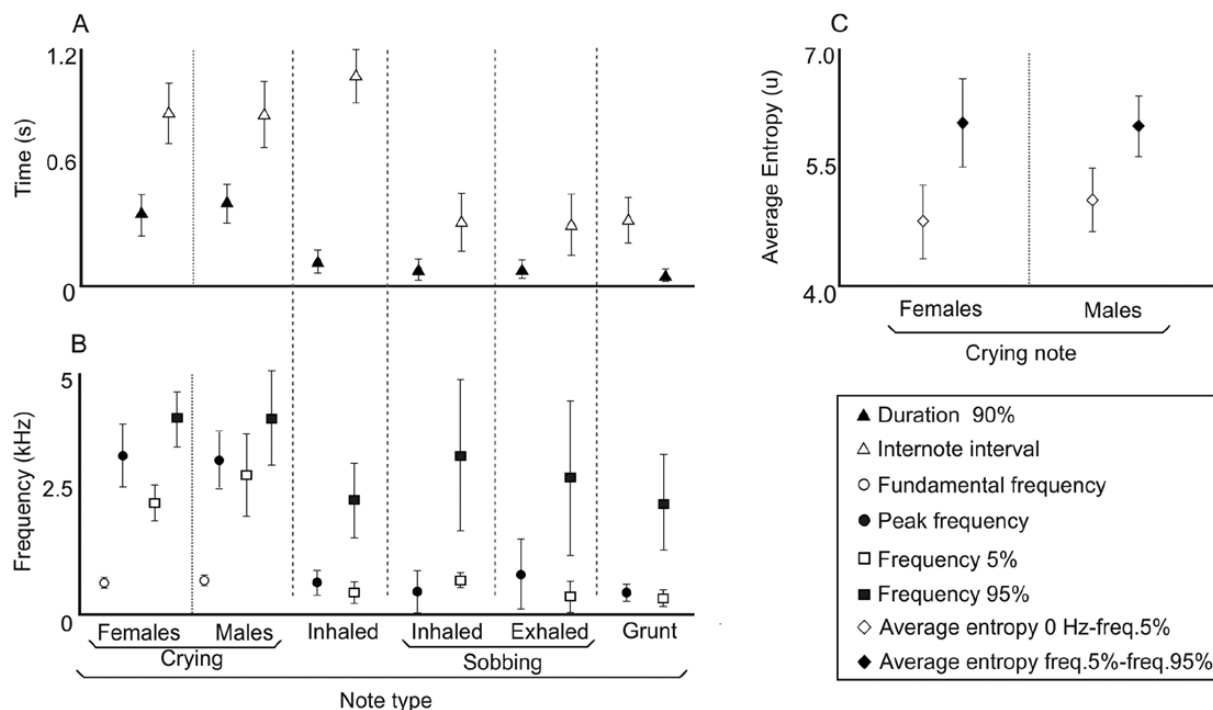 A
1.2
0.6
0
Time (s)
B
5
2.5
0
Frequency (kHz)
Females Males Inhaled Inhaled Exhaled Grunt
Crying Sobbing
Note type
C
7.0
5.5
4.0
Average Entropy (u)
Females Males
Crying note
Duration 90%
Internote interval
Fundamental frequency
Peak frequency
Frequency 5%
Frequency 95%
Average entropy 0 Hz-freq.5%
Average entropy freq.5%-freq.95%